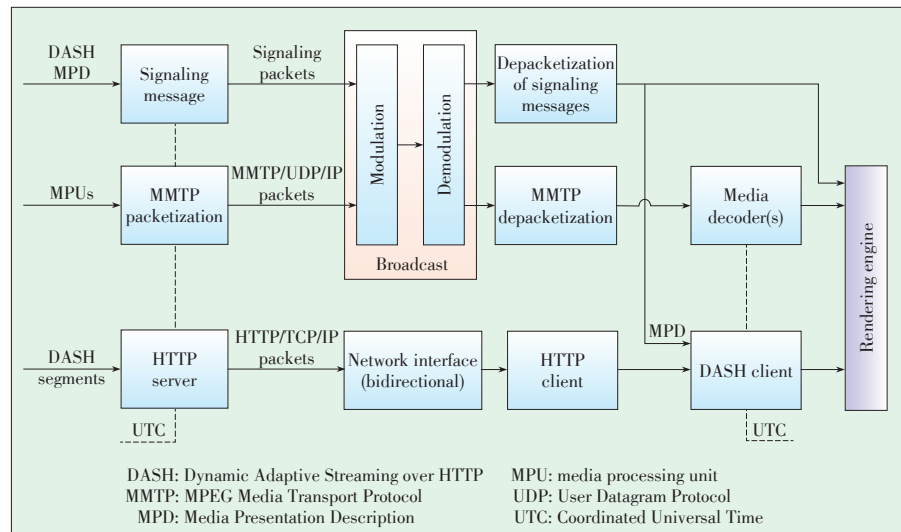 DASH
MPD
Signaling
message
Signaling
packets
Modulation
Demodulation
Broadcast
Depacketization
of signaling
messages
MPUs
MMTP
packetization
MMTP/UDP/IP
packets
MMTP
depacketization
Media
decoder(s)
Rendering engine
DASH
segments
HTTP
server
HTTP/TCP/IP
packets
Network interface
(bidirectional)
HTTP
client
MPD
DASH client
UTC
UTC
DASH: Dynamic Adaptive Streaming over HTTP
MMTP: MPEG Media Transport Protocol
MPD: Media Presentation Description
MPU: media processing unit
UDP: User Datagram Protocol
UTC: Coordinated Universal Time